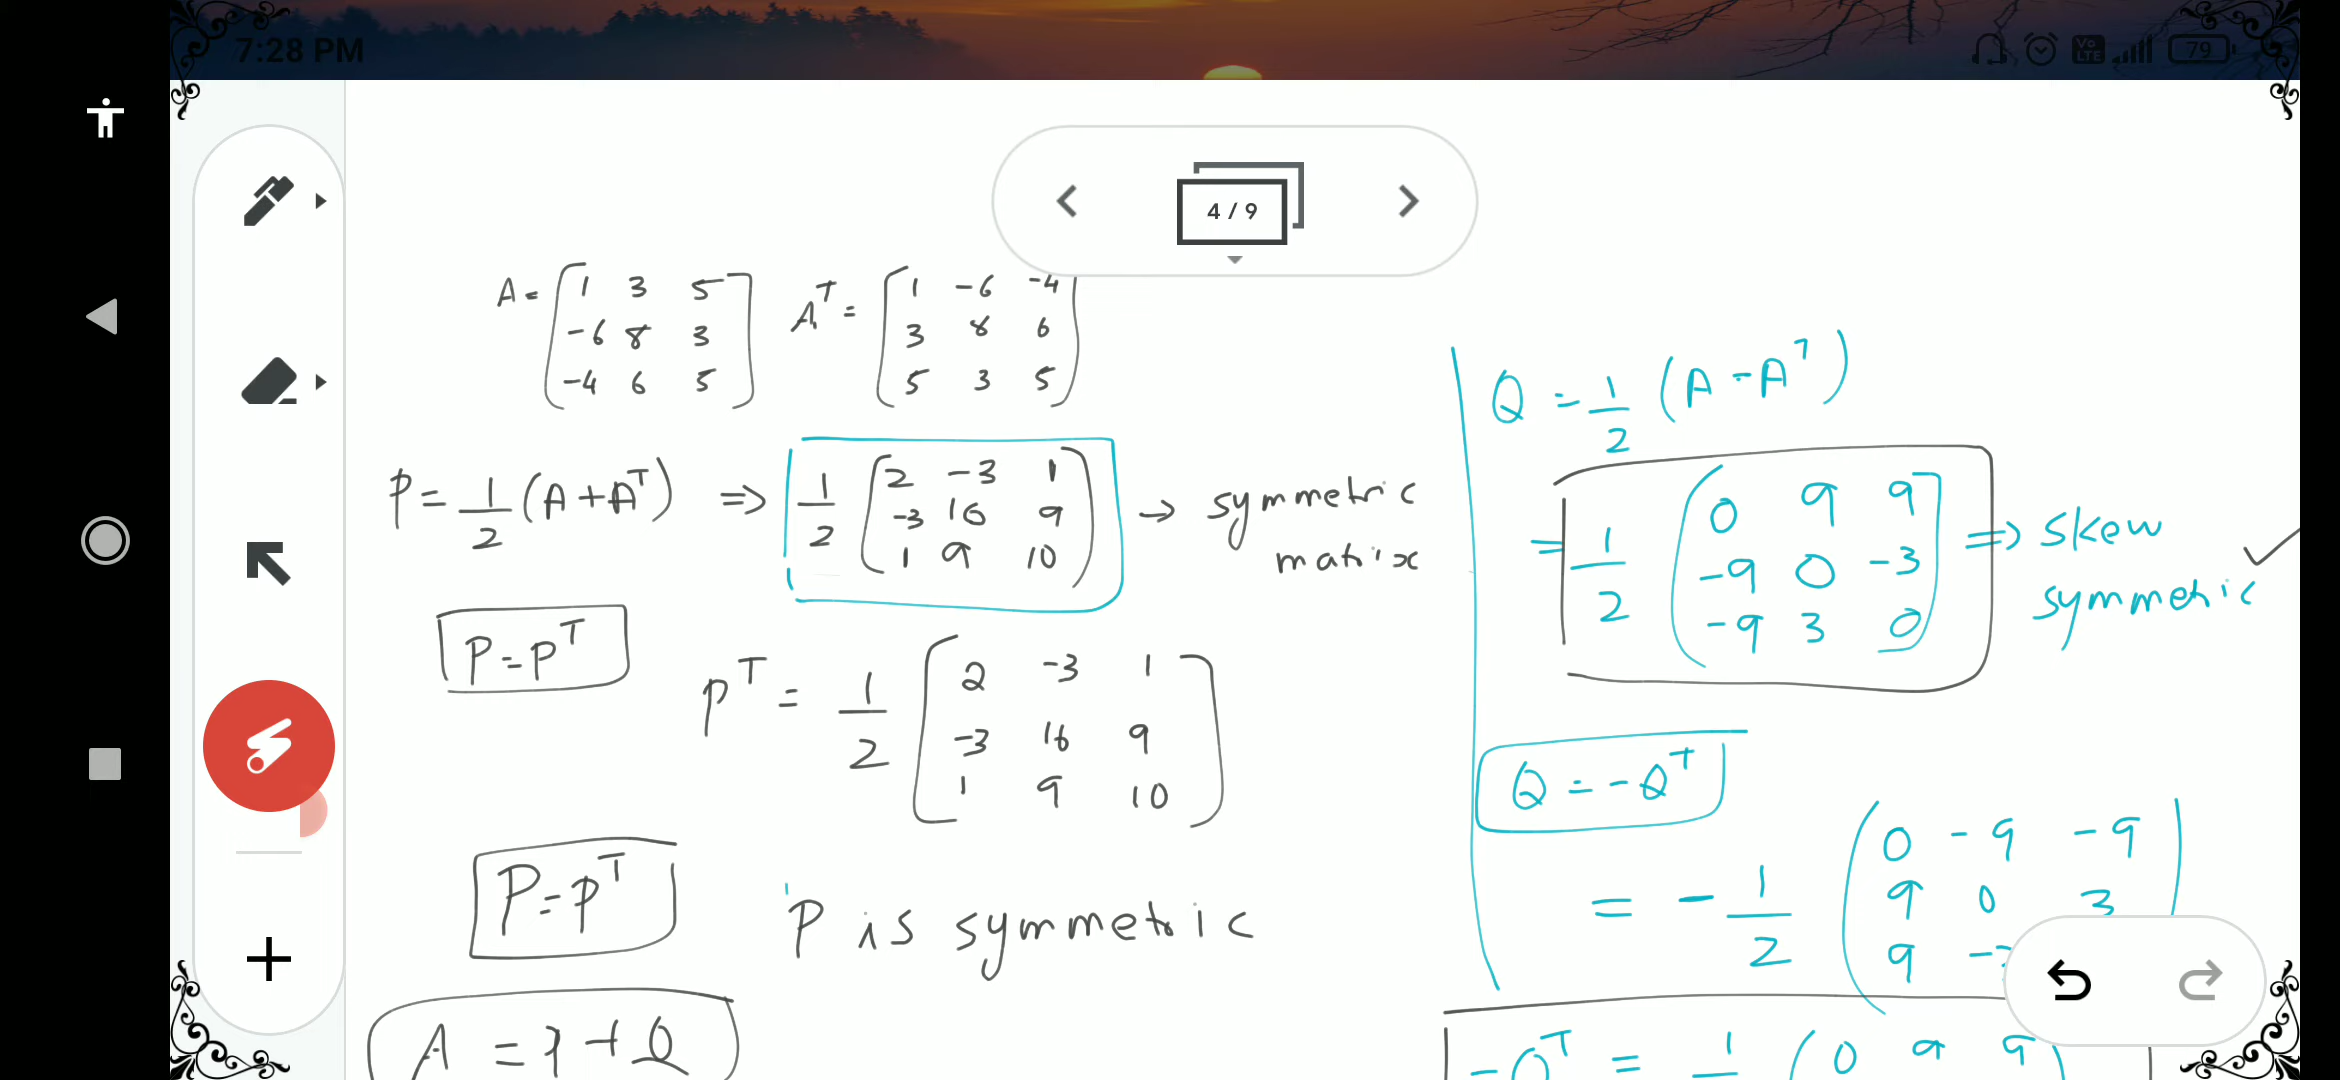 7:28 PM
Vo LTE
79
4 / 9
A = [ 1 3 5
-6 8 3
-4 6 5 ]
A^T = [ 1 -6 -4
3 8 6
5 3 5 ]
P = 1/2 (A + A^T) => 1/2 [ 2 -3 1
-3 16 9
1 9 10 ] → symmetric
matrix
P = P^T
P^T = 1/2 [ 2 -3 1
-3 16 9
1 9 10 ]
P = P^T
P is symmetric
A = P + Q
Q = 1/2 (A - A^T)
= 1/2 [ 0 9 9
-9 0 -3
-9 3 0 ] => skew
symmetric ✓
Q = - Q^T
= - 1/2 ( 0 -9 -9
9 0 3
9 -
- Q^T = 1 ( 0 9 9